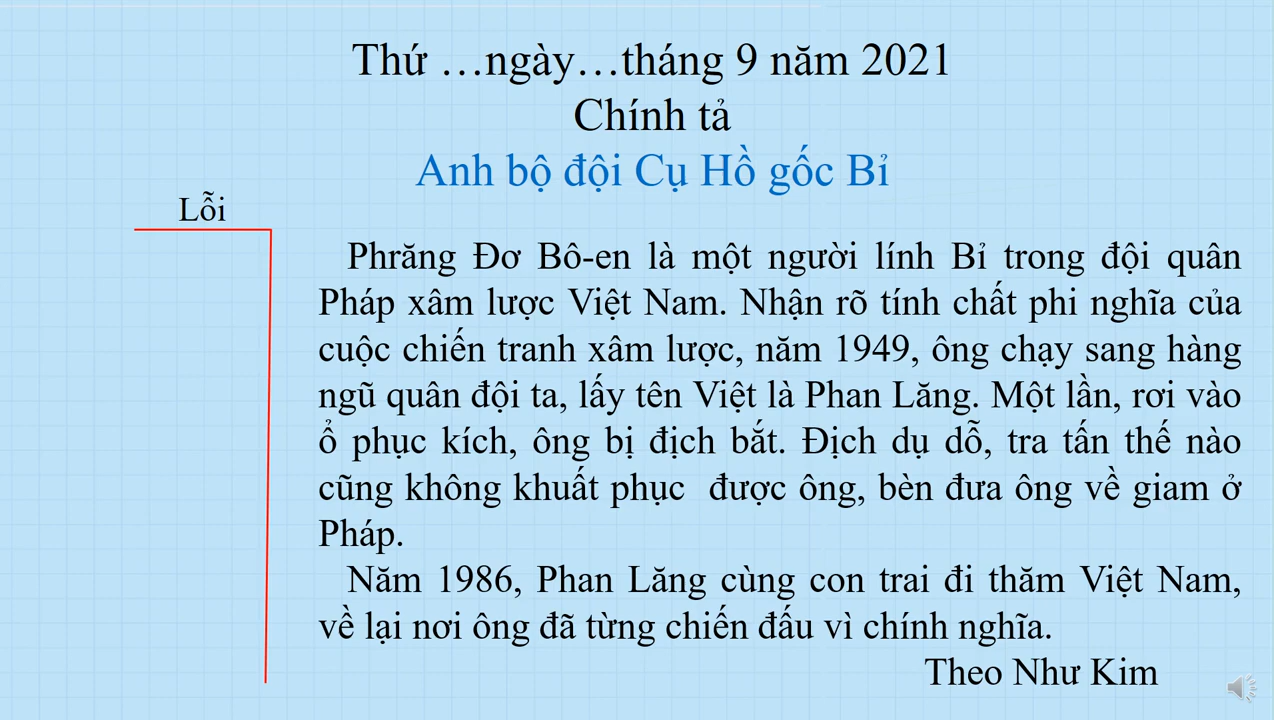 Thứ ...ngày...tháng 9 năm 2021
Chính tả
Anh bộ đội Cụ Hồ gốc Bỉ
Lỗi
Phrăng Đơ Bô-en là một người lính Bỉ trong đội quân
Pháp xâm lược Việt Nam. Nhận rõ tính chất phi nghĩa của
cuộc chiến tranh xâm lược, năm 1949, ông chạy sang hàng
ngũ quân đội ta, lấy tên Việt là Phan Lăng. Một lần, rơi vào
ổ phục kích, ông bị địch bắt. Địch dụ dỗ, tra tấn thế nào
cũng không khuất phục được ông, bèn đưa ông về giam ở
Pháp.
Năm 1986, Phan Lăng cùng con trai đi thăm Việt Nam,
về lại nơi ông đã từng chiến đấu vì chính nghĩa.
Theo Như Kim